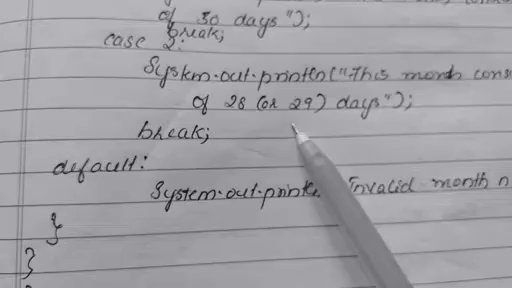 of 30 days");
break;
case 2:
System.out.println("This month cons
of 28 (or 29) days");
break;
default:
System.out.printl Invalid month n
}
}